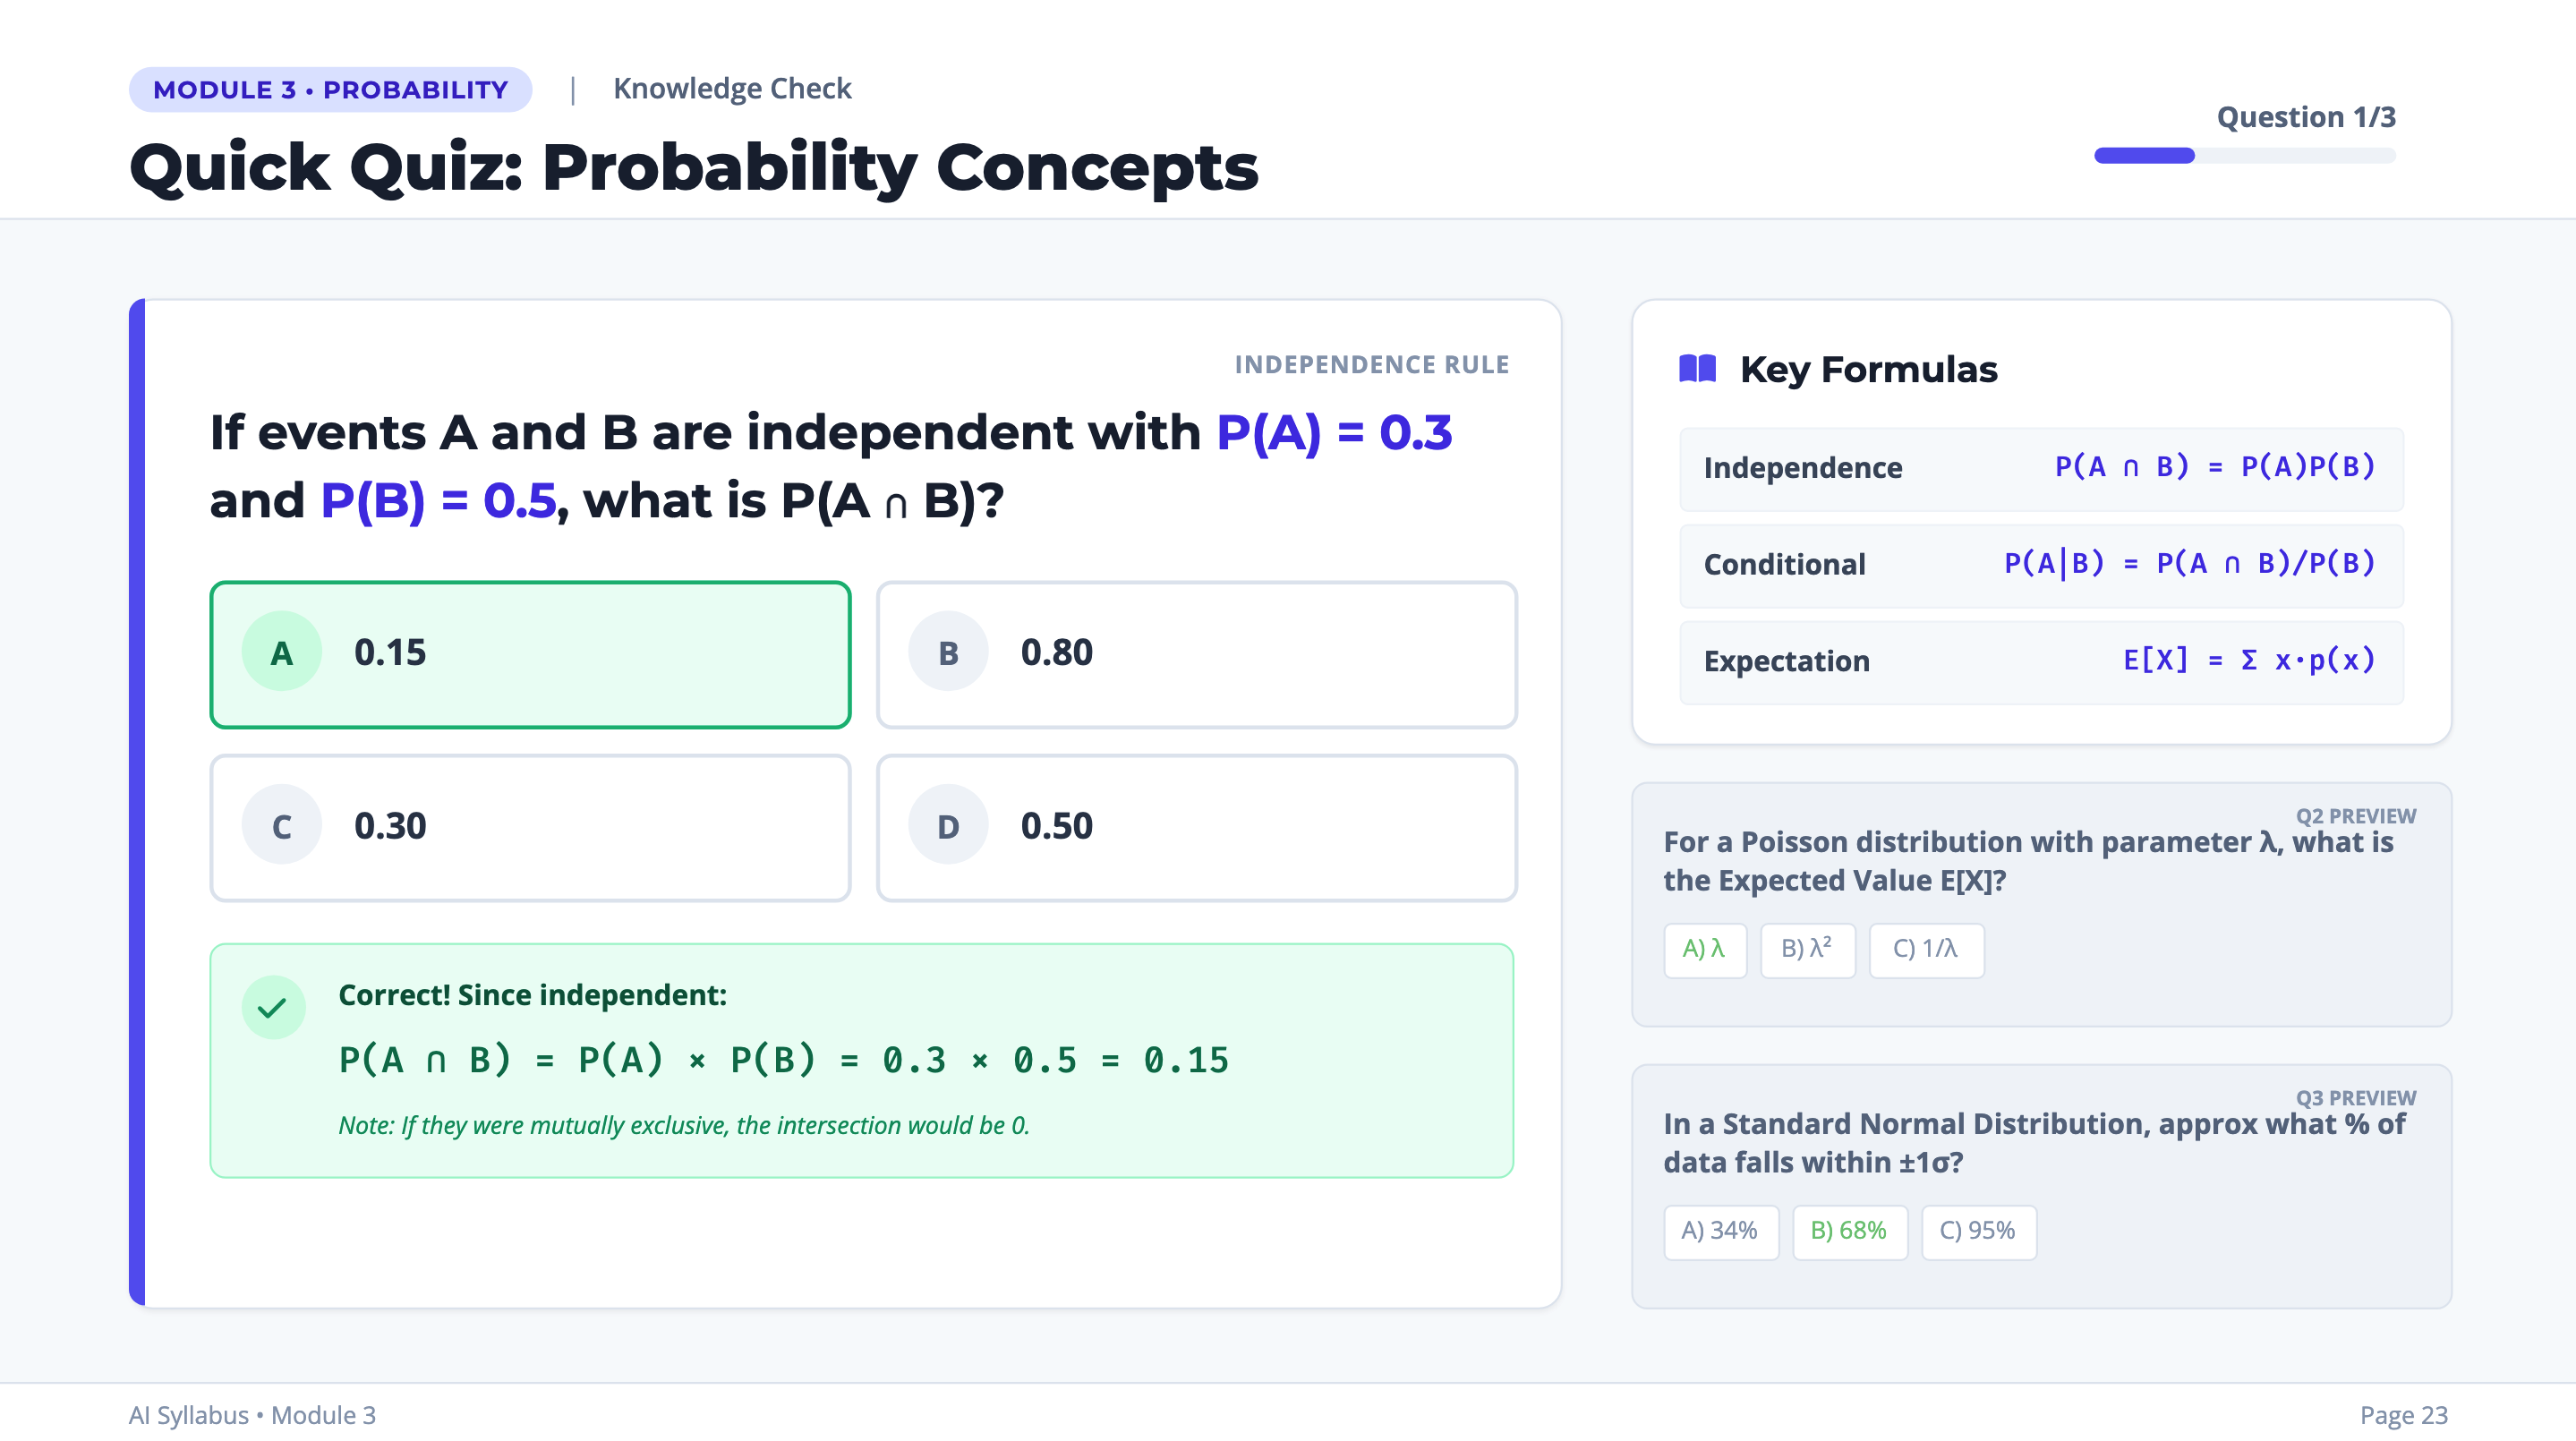 MODULE 3 • PROBABILITY | Knowledge Check
Quick Quiz: Probability Concepts
Question 1/3
INDEPENDENCE RULE
If events A and B are independent with P(A) = 0.3
and P(B) = 0.5, what is P(A ∩ B)?
A 0.15
B 0.80
C 0.30
D 0.50
Correct! Since independent:
P(A ∩ B) = P(A) × P(B) = 0.3 × 0.5 = 0.15
Note: If they were mutually exclusive, the intersection would be 0.
Key Formulas
Independence P(A ∩ B) = P(A)P(B)
Conditional P(A|B) = P(A ∩ B)/P(B)
Expectation E[X] = Σ x·p(x)
Q2 PREVIEW
For a Poisson distribution with parameter λ, what is
the Expected Value E[X]?
A) λ B) λ² C) 1/λ
Q3 PREVIEW
In a Standard Normal Distribution, approx what % of
data falls within ±1σ?
A) 34% B) 68% C) 95%
AI Syllabus • Module 3
Page 23